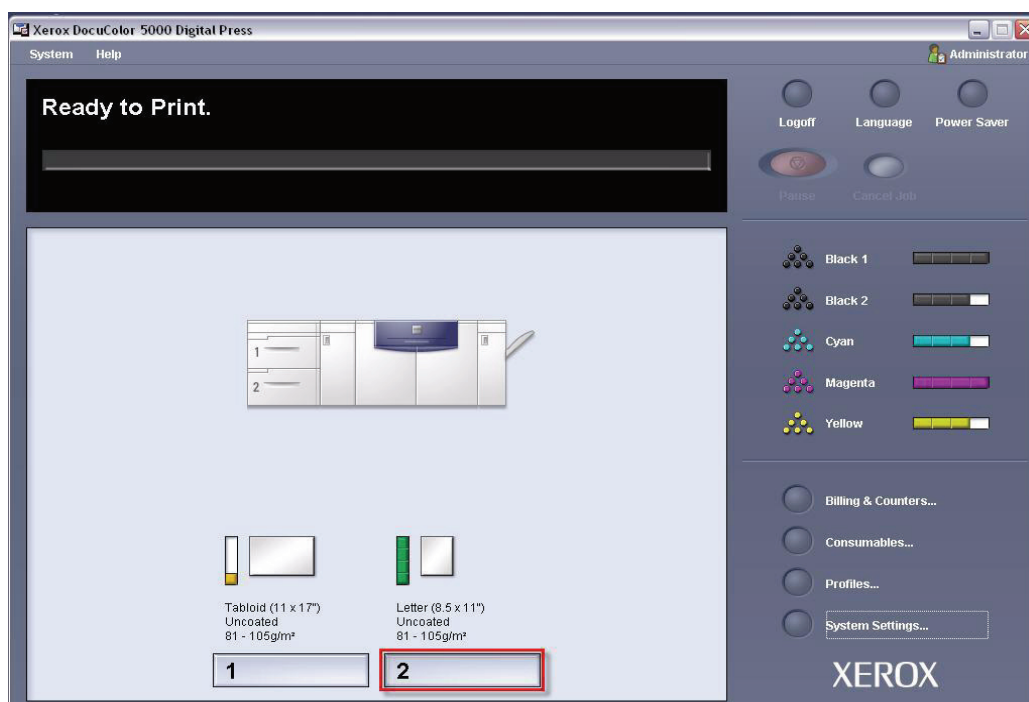 Xerox DocuColor 5000 Digital Press
System Help
Administrator
Ready to Print.
Logoff Language Power Saver
Pause Cancel Job
Black 1
Black 2
Cyan
Magenta
Yellow
1
2
Billing & Counters...
Consumables...
Profiles...
System Settings...
Tabloid (11 x 17") Letter (8.5 x 11")
Uncoated Uncoated
81 - 105g/m² 81 - 105g/m²
1 2
XEROX